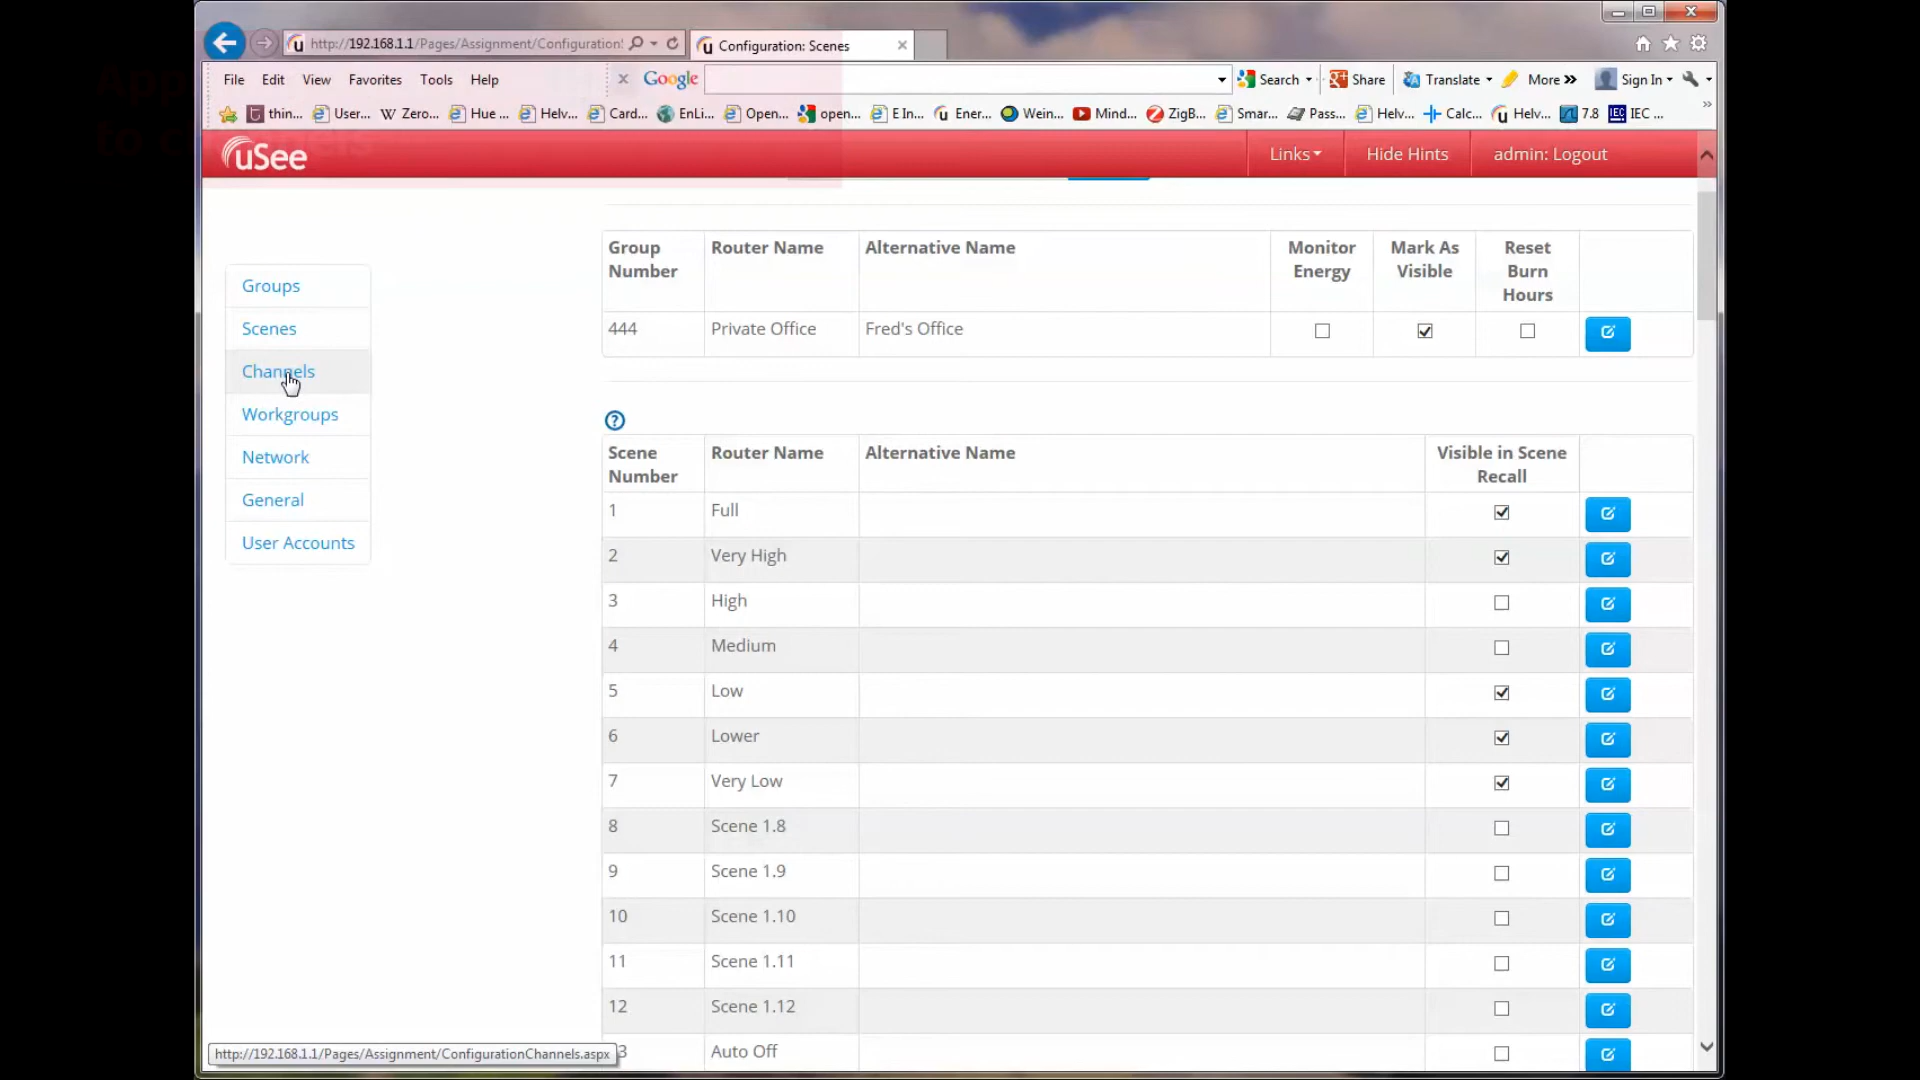 http://192.168.1.1/Pages/Assignment/Configuration!
Configuration: Scenes
File Edit View Favorites Tools Help
Google
Search Share Translate More » Sign In
thin... User... Zero... Hue ... Helv... Card... EnLi... Open... open... E In... Ener... Wein... Mind... ZigB... Smar... Pass... Helv... Calc... Helv... 7.8 IEC ...
uSee
Links Hide Hints admin: Logout
Groups
Scenes
Channels
Workgroups
Network
General
User Accounts
Group Number Router Name Alternative Name Monitor Energy Mark As Visible Reset Burn Hours
444 Private Office Fred's Office
Scene Number Router Name Alternative Name Visible in Scene Recall
1 Full
2 Very High
3 High
4 Medium
5 Low
6 Lower
7 Very Low
8 Scene 1.8
9 Scene 1.9
10 Scene 1.10
11 Scene 1.11
12 Scene 1.12
3 Auto Off
http://192.168.1.1/Pages/Assignment/ConfigurationChannels.aspx